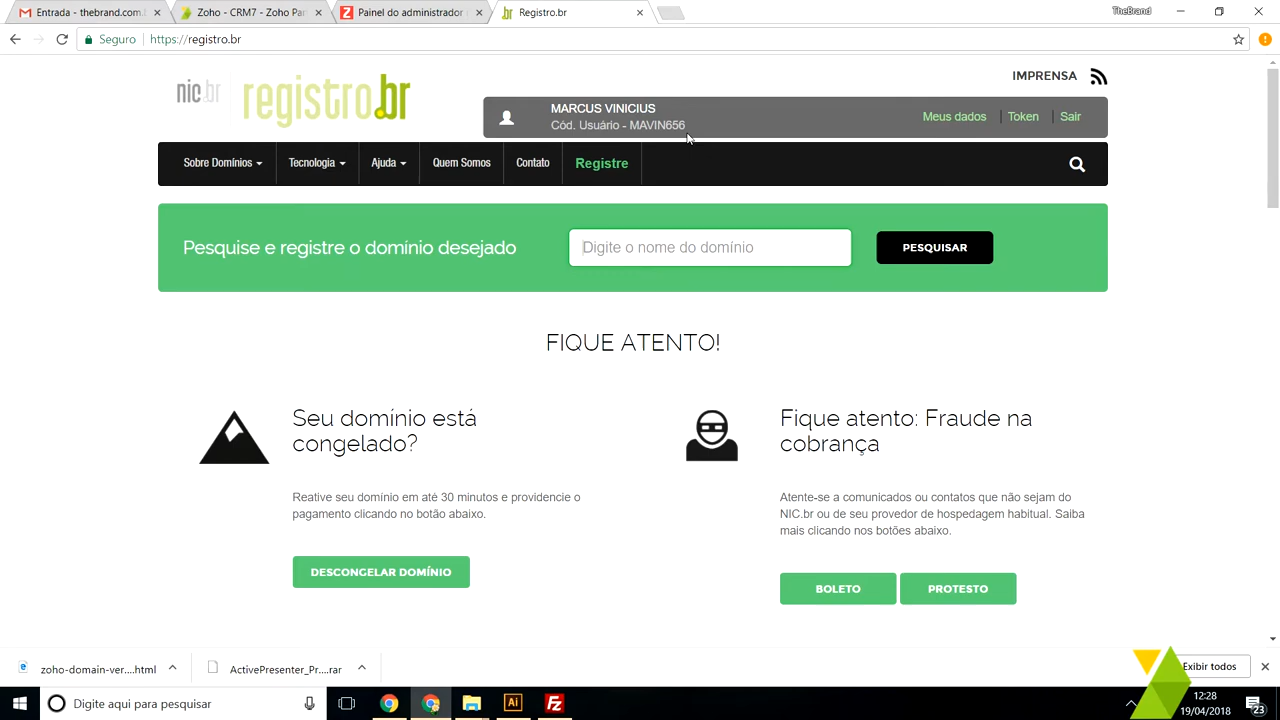 Entrada - thebrand.com.b
Zoho - CRM7 - Zoho Par
Painel do administrador
Registro.br
TheBrand
Seguro
https://registro.br
nic.br
registro.br
IMPRENSA
MARCUS VINICIUS
Cód. Usuário - MAVIN656
Meus dados
Token
Sair
Sobre Domínios
Tecnologia
Ajuda
Quem Somos
Contato
Registre
Pesquise e registre o domínio desejado
Digite o nome do domínio
PESQUISAR
FIQUE ATENTO!
Seu domínio está
congelado?
Reative seu domínio em até 30 minutos e providencie o
pagamento clicando no botão abaixo.
DESCONGELAR DOMÍNIO
Fique atento: Fraude na
cobrança
Atente-se a comunicados ou contatos que não sejam do
NIC.br ou de seu provedor de hospedagem habitual. Saiba
mais clicando nos botões abaixo.
BOLETO
PROTESTO
zoho-domain-ver....html
ActivePresenter_Pr....rar
Exibir todos
Digite aqui para pesquisar
Ai
Fz
12:28
19/04/2018
23